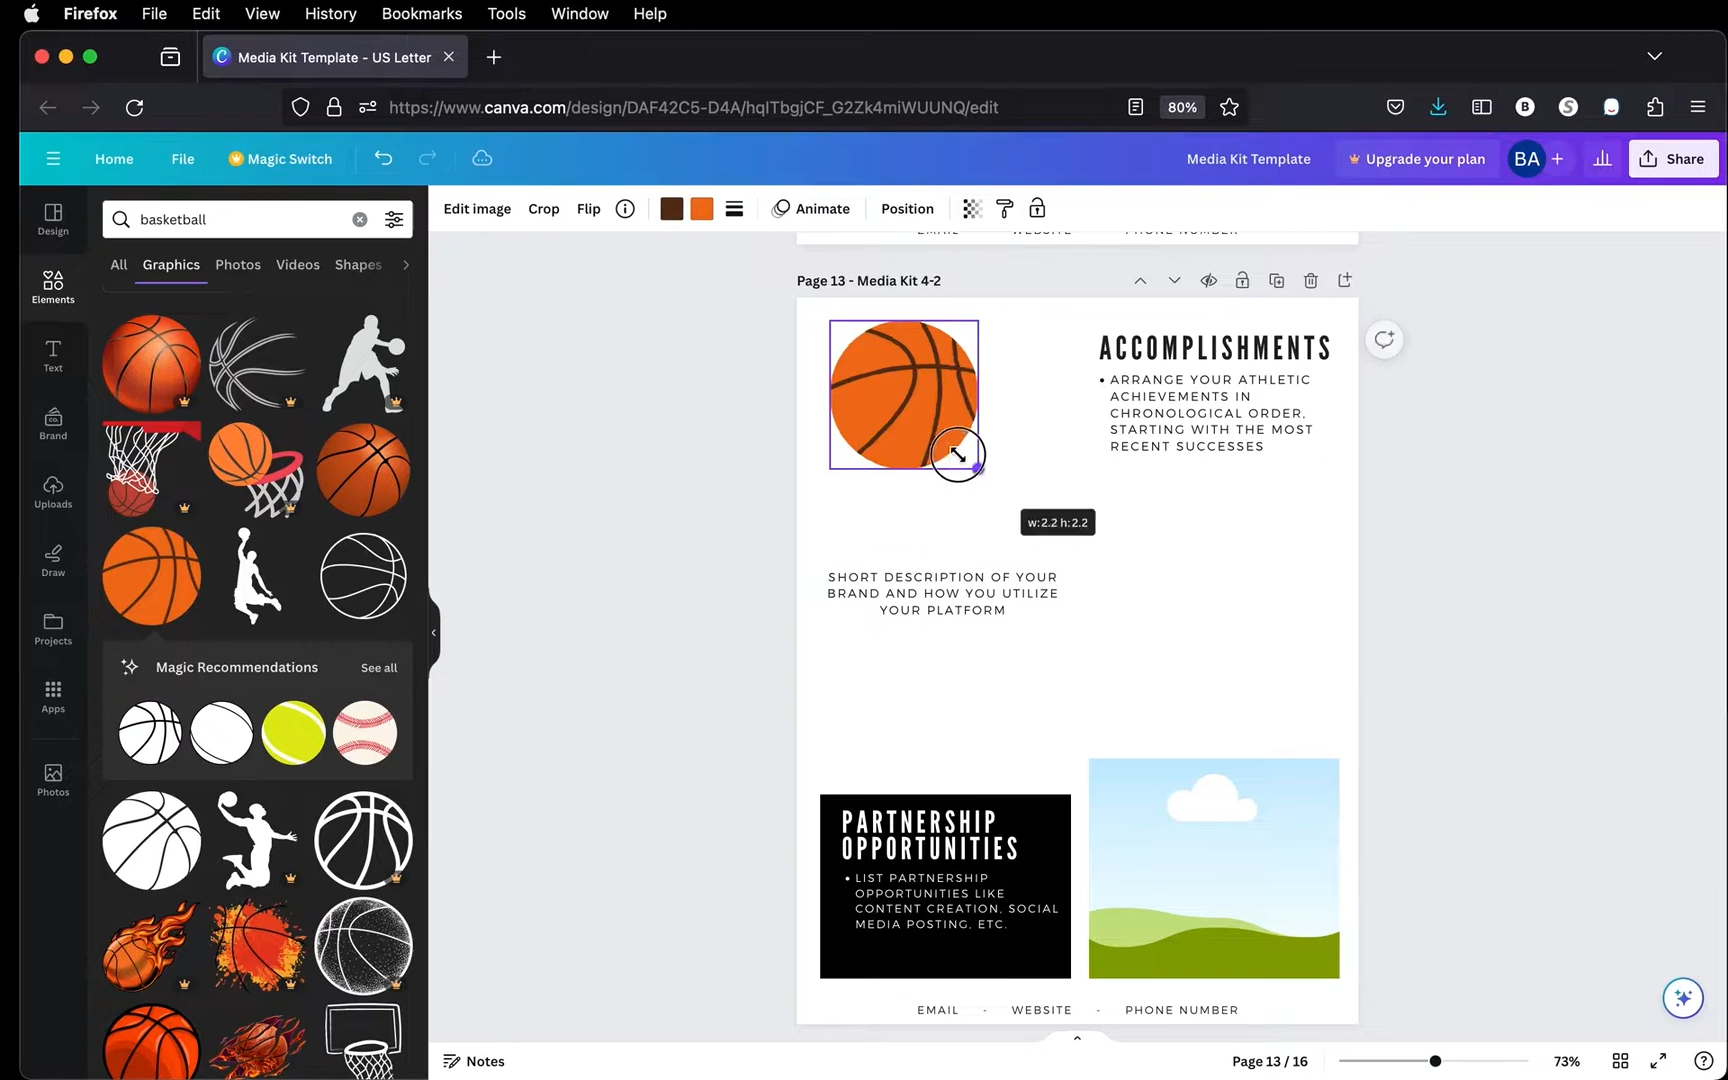 Firefox File Edit View History Bookmarks Tools Window Help
Media Kit Template - US Letter
https://www.canva.com/design/DAF42C5-D4A/hqITbgjCF_G2Zk4miWUUNQ/edit
80%
B
S
Home File Magic Switch
Media Kit Template Upgrade your plan BA + Share
Design
Elements
Text
Brand
Uploads
Draw
Projects
Apps
Photos
basketball
All Graphics Photos Videos Shapes
Magic Recommendations See all
Edit image Crop Flip Animate Position
EMAIL WEBSITE PHONE NUMBER
Page 13 - Media Kit 4-2
ACCOMPLISHMENTS
• ARRANGE YOUR ATHLETIC
ACHIEVEMENTS IN
CHRONOLOGICAL ORDER,
STARTING WITH THE MOST
RECENT SUCCESSES
w:2.2 h:2.2
SHORT DESCRIPTION OF YOUR
BRAND AND HOW YOU UTILIZE
YOUR PLATFORM
PARTNERSHIP
OPPORTUNITIES
• LIST PARTNERSHIP
OPPORTUNITIES LIKE
CONTENT CREATION, SOCIAL
MEDIA POSTING, ETC.
EMAIL - WEBSITE - PHONE NUMBER
Notes
Page 13 / 16
73%